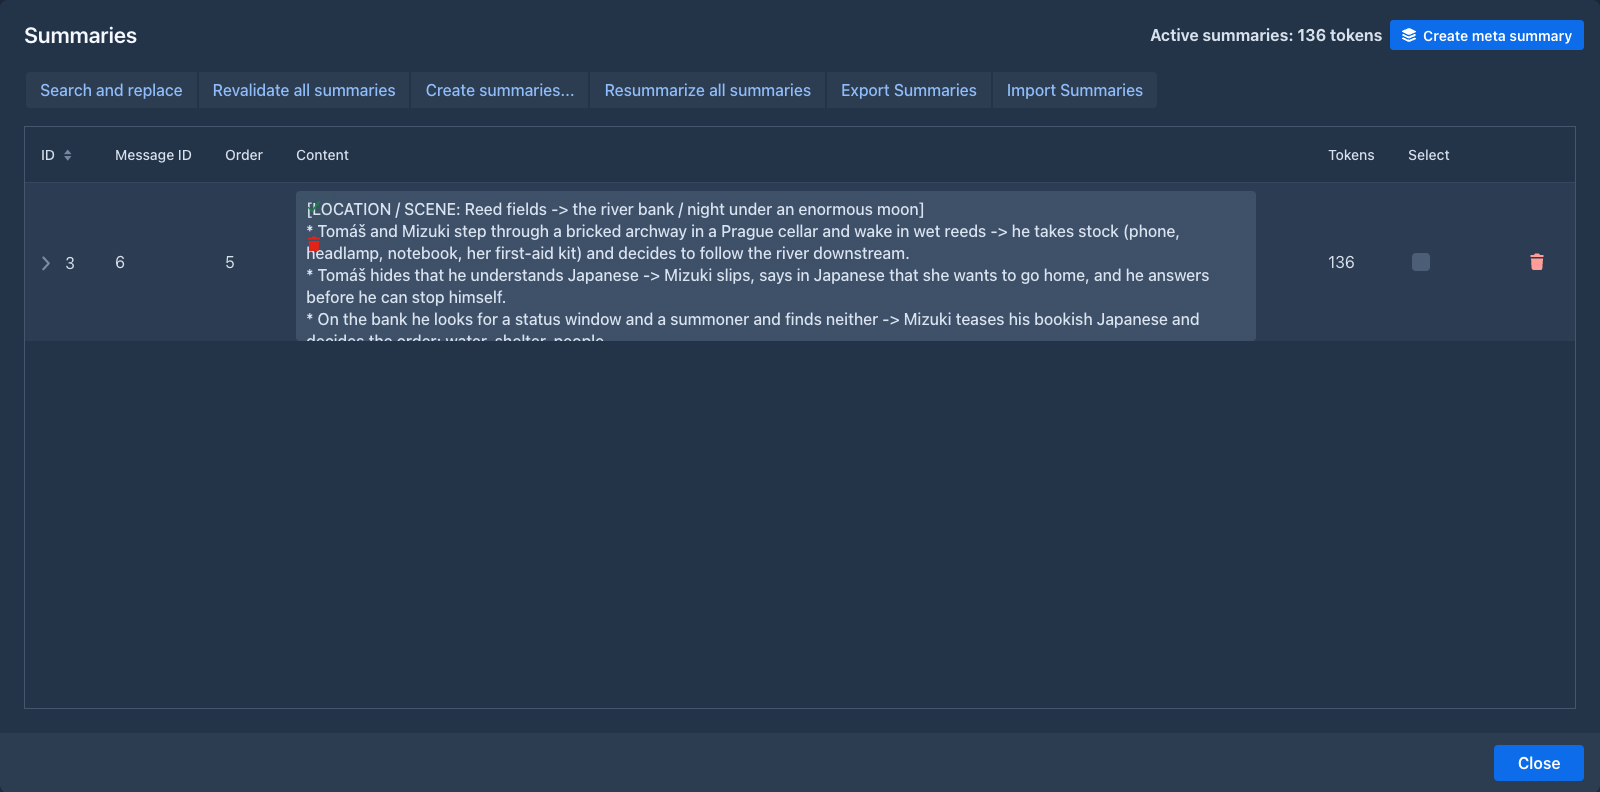 Summaries
Active summaries: 136 tokens
Create meta summary
Search and replace
Revalidate all summaries
Create summaries...
Resummarize all summaries
Export Summaries
Import Summaries
ID
Message ID
Order
Content
Tokens
Select
3
6
5
[LOCATION / SCENE: Reed fields -> the river bank / night under an enormous moon]
* Tomáš and Mizuki step through a bricked archway in a Prague cellar and wake in wet reeds -> he takes stock (phone,
headlamp, notebook, her first-aid kit) and decides to follow the river downstream.
* Tomáš hides that he understands Japanese -> Mizuki slips, says in Japanese that she wants to go home, and he answers
before he can stop himself.
* On the bank he looks for a status window and a summoner and finds neither -> Mizuki teases his bookish Japanese and
decides the order: water, shelter, people.
136
Close